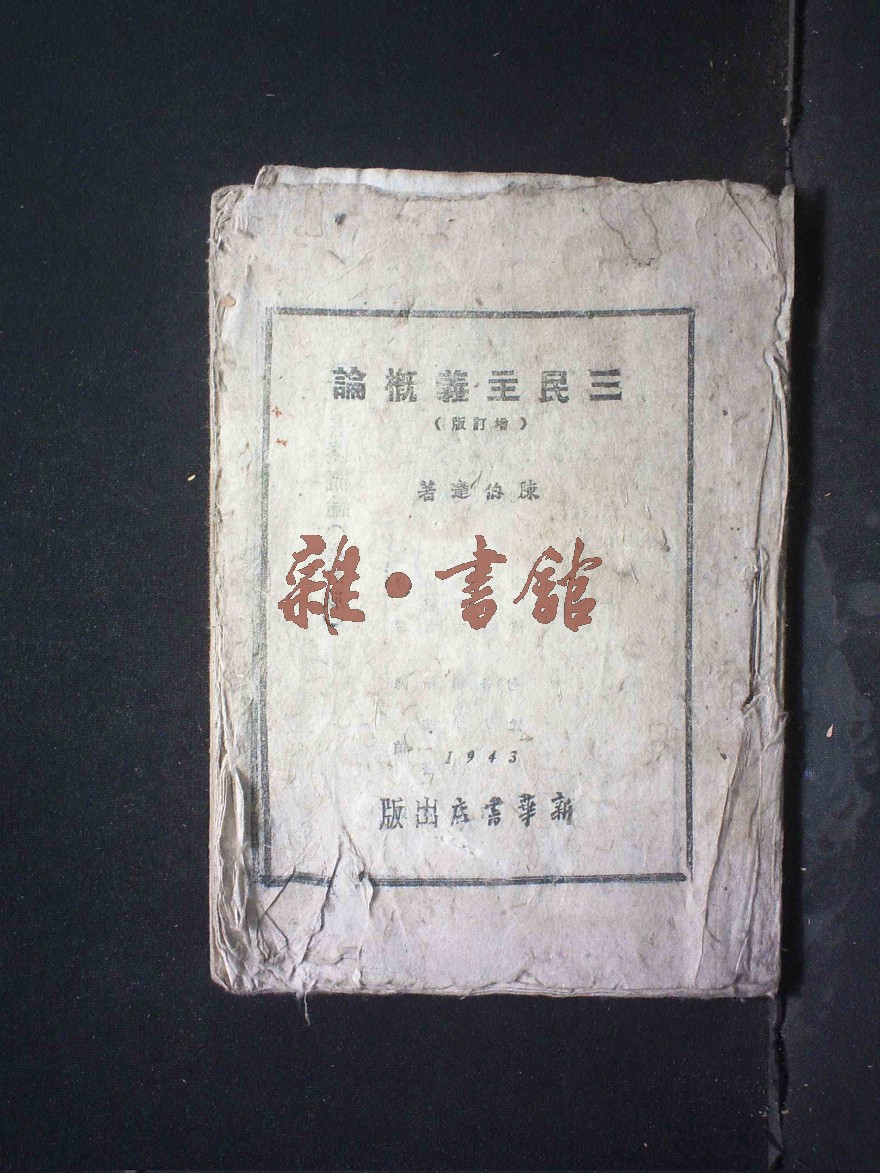 三民主義概論
(增訂版)
陳伯達著
雜·書館
1943
新華書店出版